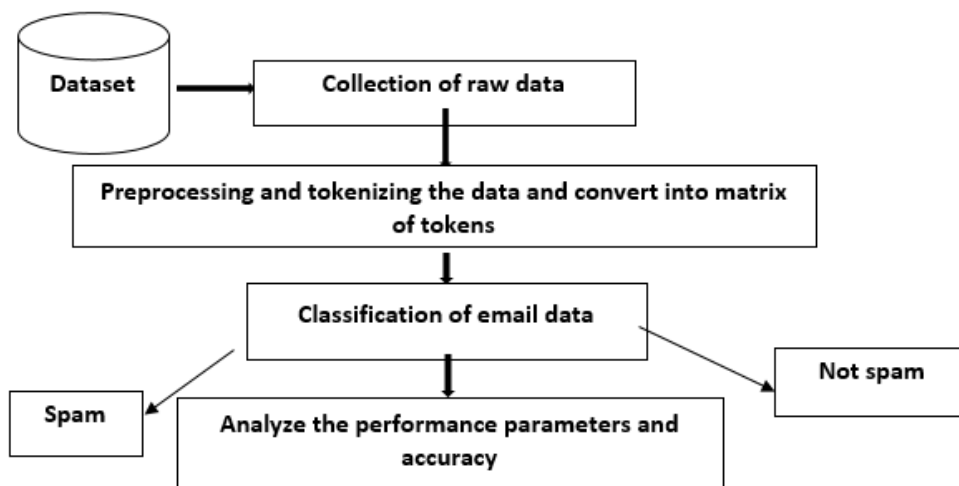 Dataset
Collection of raw data
Preprocessing and tokenizing the data and convert into matrix
of tokens
Classification of email data
Not spam
Spam
Analyze the performance parameters and
accuracy